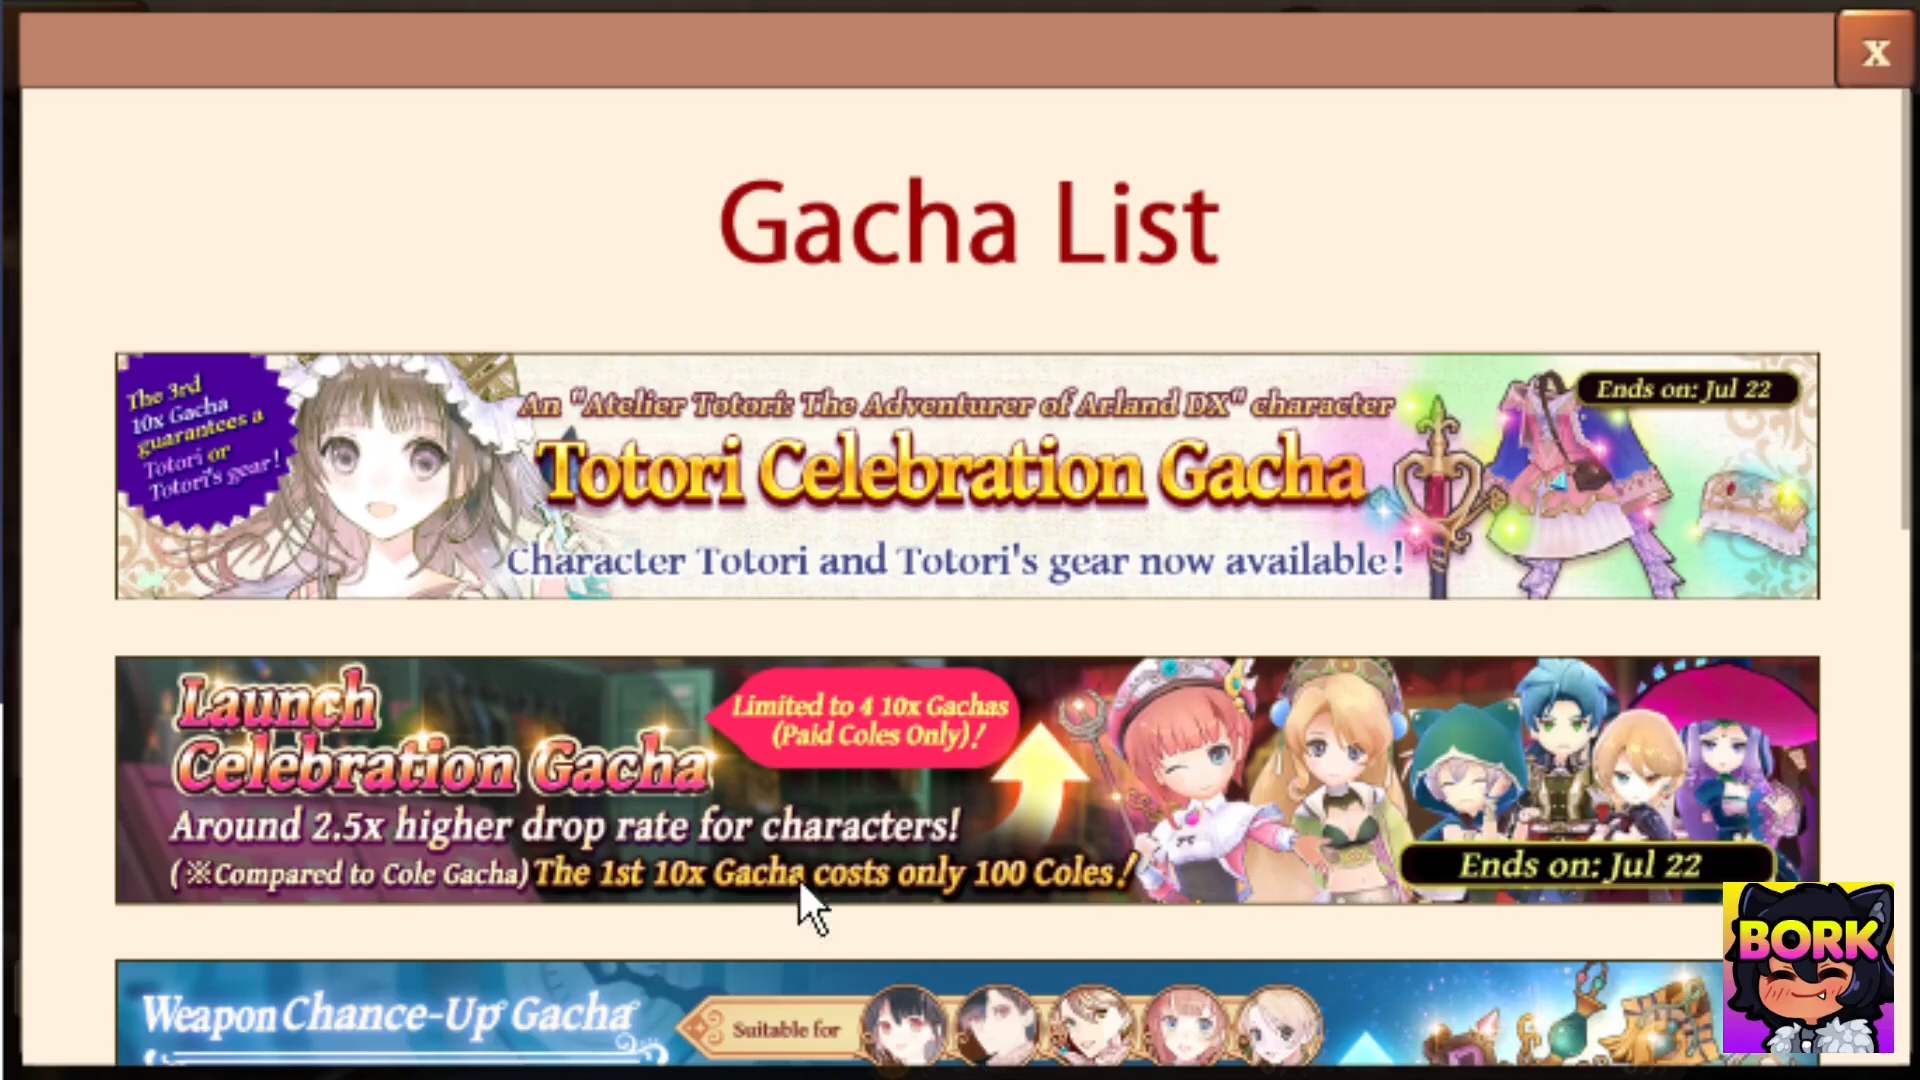 X
Gacha List
The 3rd
10x Gacha
guarantees a
Totori or
Totori's gear!
An "Atelier Totori: The Adventurer of Arland DX" character
Totori Celebration Gacha
Character Totori and Totori's gear now available!
Ends on: Jul 22
Launch
Celebration Gacha
Limited to 4 10x Gachas
(Paid Coles Only)!
Around 2.5x higher drop rate for characters!
(※Compared to Cole Gacha) The 1st 10x Gacha costs only 100 Coles!
Ends on: Jul 22
Weapon Chance-Up Gacha
Suitable for
BORK